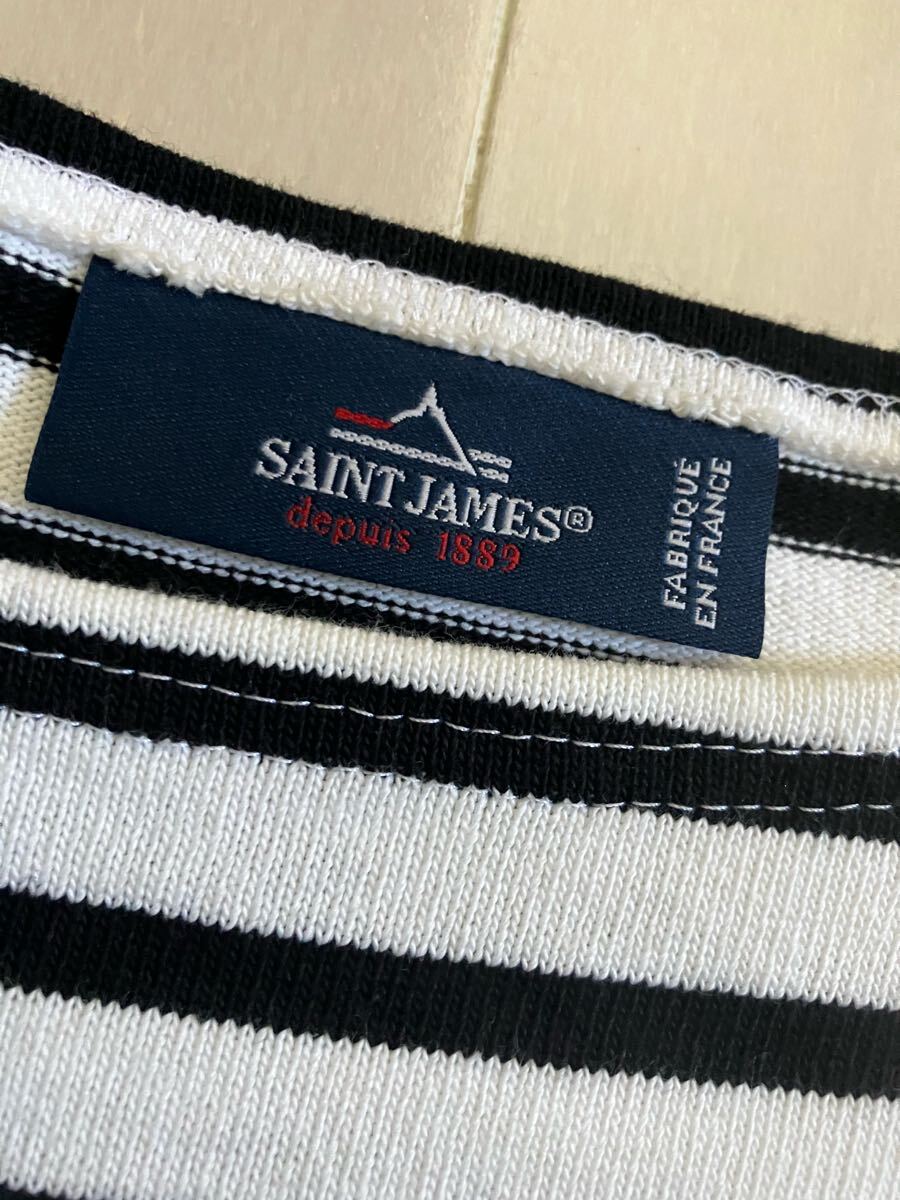 SAINT JAMES®
depuis 1889
FABRIQUÉ
EN FRANCE